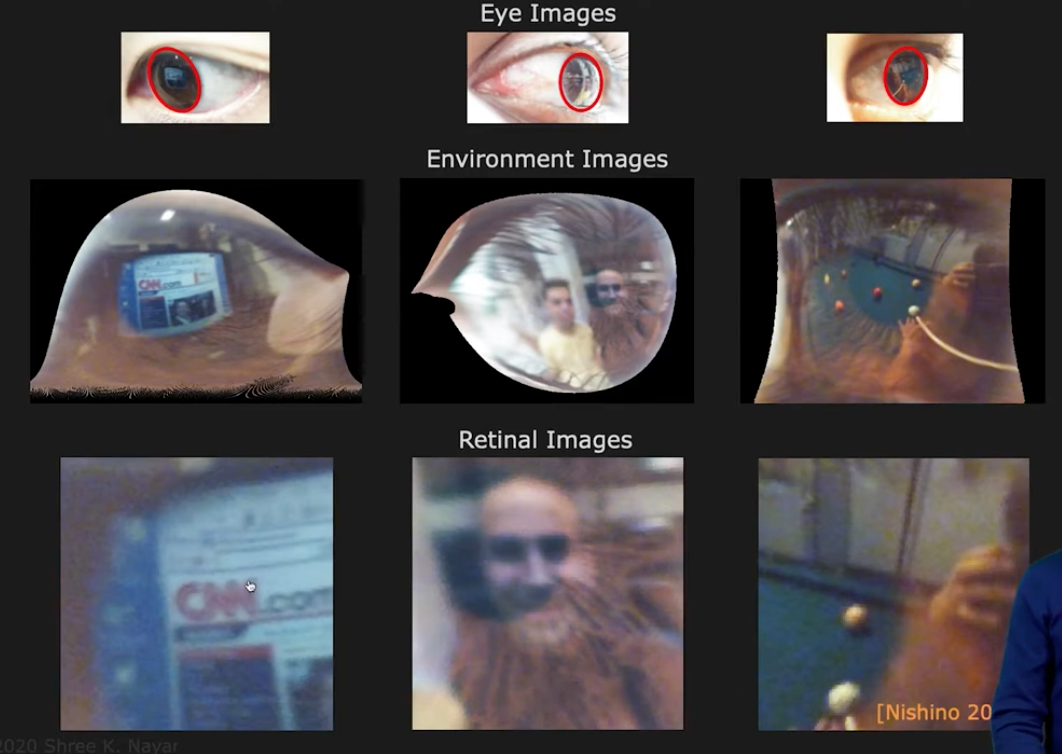 Eye Images
Environment Images
CNN.com
Retinal Images
CNN.com
[Nishino 20
2020 Shree K. Nayar